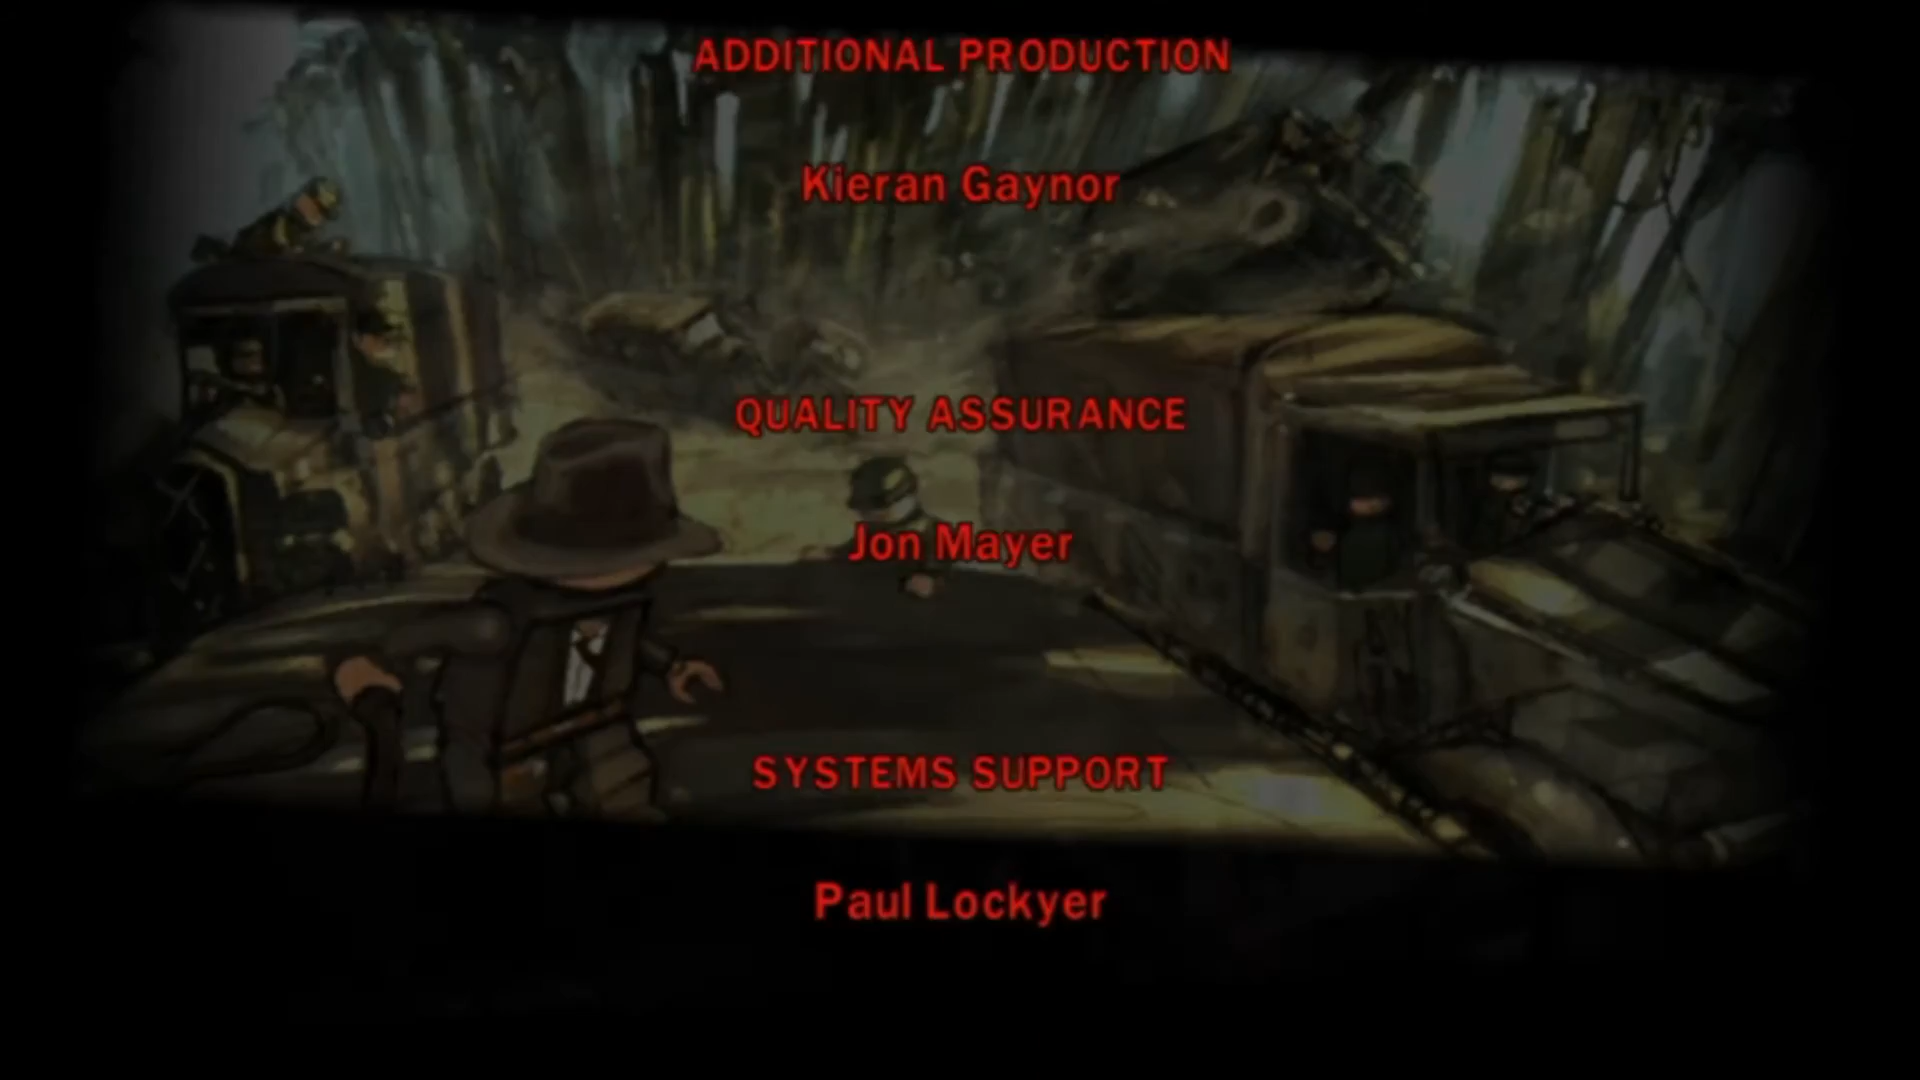 ADDITIONAL PRODUCTION
Kieran Gaynor
QUALITY ASSURANCE
Jon Mayer
SYSTEMS SUPPORT
Paul Lockyer